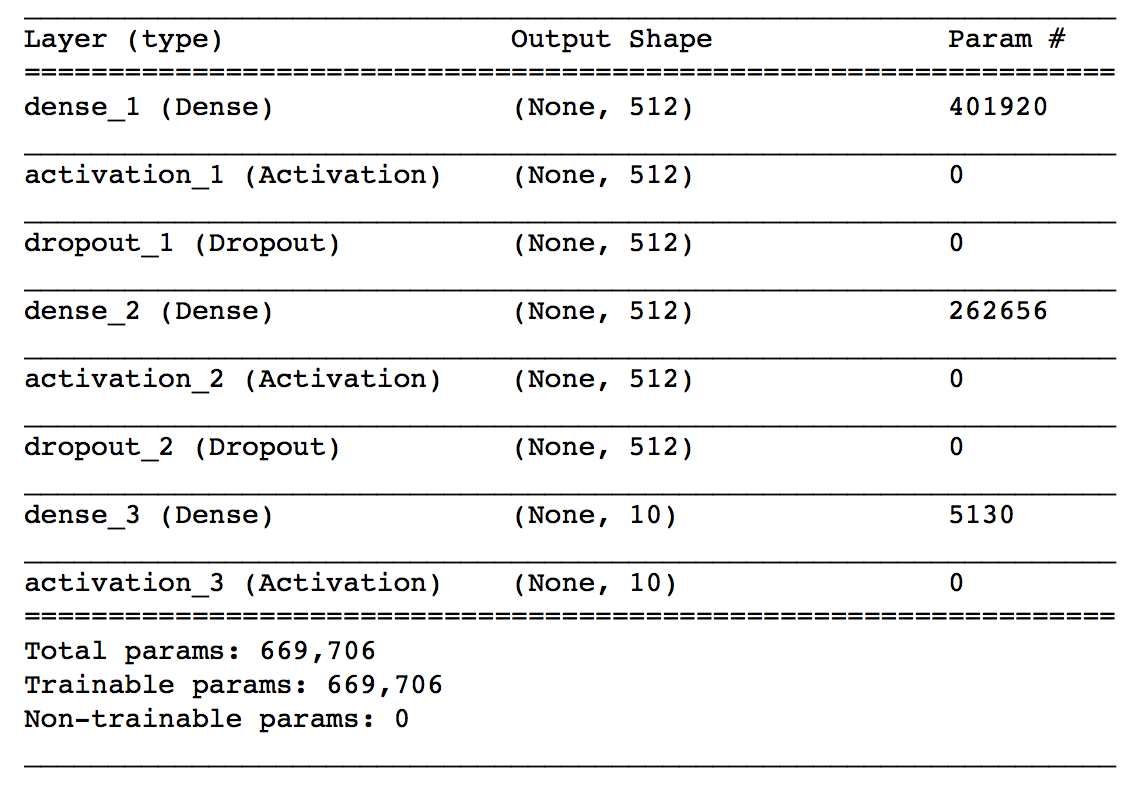 Layer (type) Output Shape Param #
=================================================================
dense_1 (Dense) (None, 512) 401920
activation_1 (Activation) (None, 512) 0
dropout_1 (Dropout) (None, 512) 0
dense_2 (Dense) (None, 512) 262656
activation_2 (Activation) (None, 512) 0
dropout_2 (Dropout) (None, 512) 0
dense_3 (Dense) (None, 10) 5130
activation_3 (Activation) (None, 10) 0
=================================================================
Total params: 669,706
Trainable params: 669,706
Non-trainable params: 0